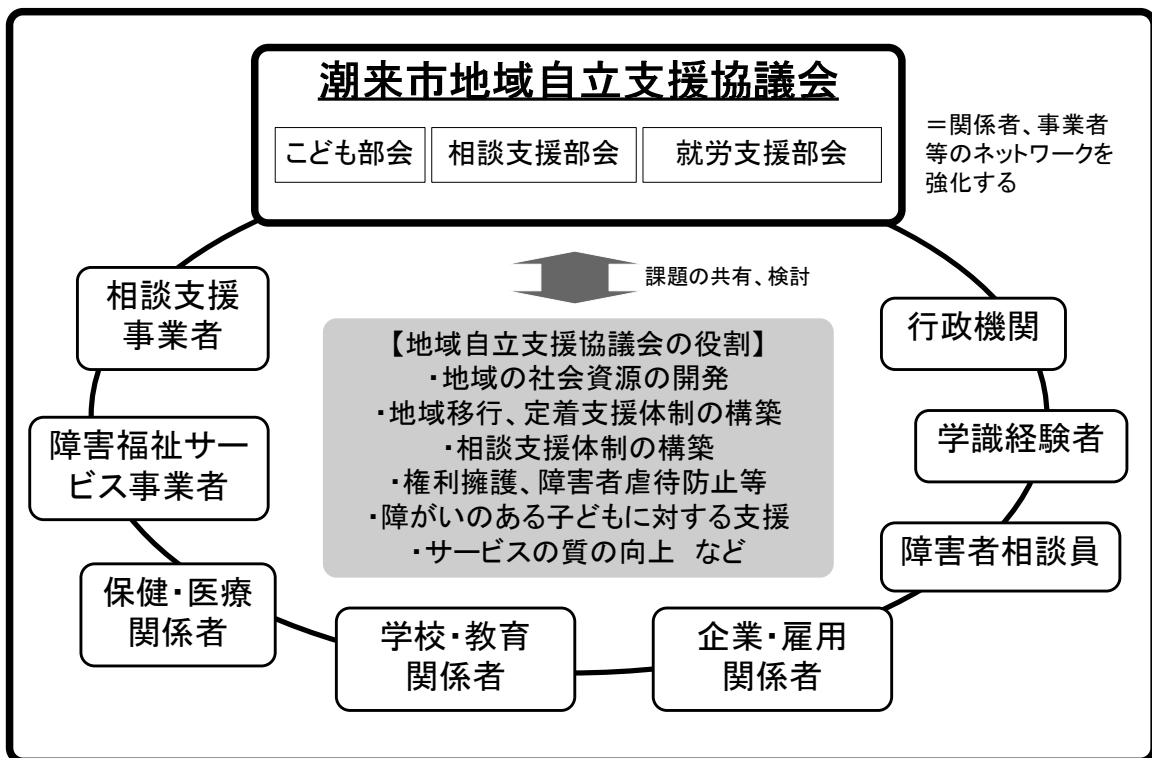 潮来市地域自立支援協議会
こども部会
相談支援部会
就労支援部会
＝関係者、事業者
等のネットワークを
強化する
課題の共有、検討
相談支援
事業者
行政機関
【地域自立支援協議会の役割】
・地域の社会資源の開発
・地域移行、定着支援体制の構築
・相談支援体制の構築
・権利擁護、障害者虐待防止等
・障がいのある子どもに対する支援
・サービスの質の向上　など
障害福祉サー
ビス事業者
学識経験者
障害者相談員
保健・医療
関係者
学校・教育
関係者
企業・雇用
関係者